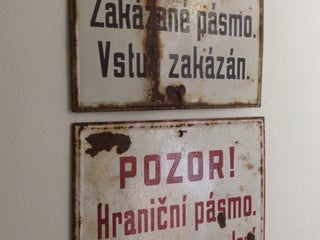 Zakázané pásmo.
Vstup zakázán.
POZOR!
Hraniční pásmo.